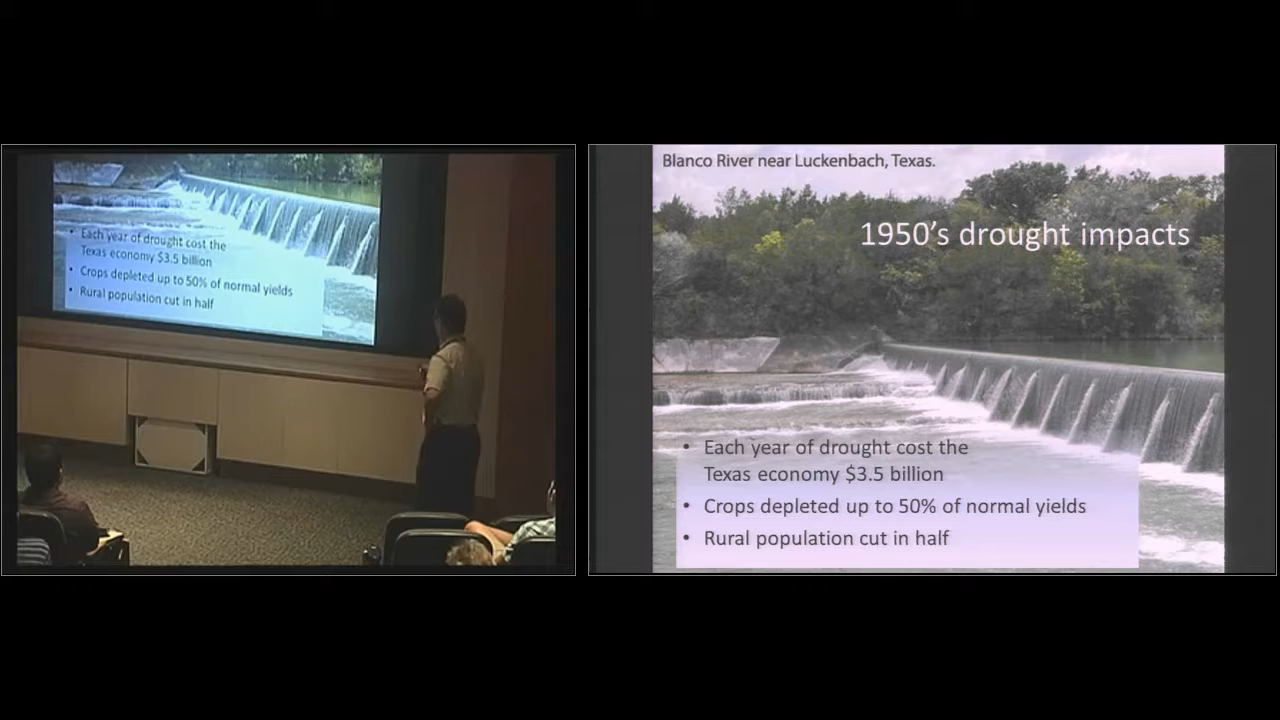 • Each year of drought cost the
Texas economy $3.5 billion
• Crops depleted up to 50% of normal yields
• Rural population cut in half
Blanco River near Luckenbach, Texas.
1950's drought impacts
• Each year of drought cost the
Texas economy $3.5 billion
• Crops depleted up to 50% of normal yields
• Rural population cut in half